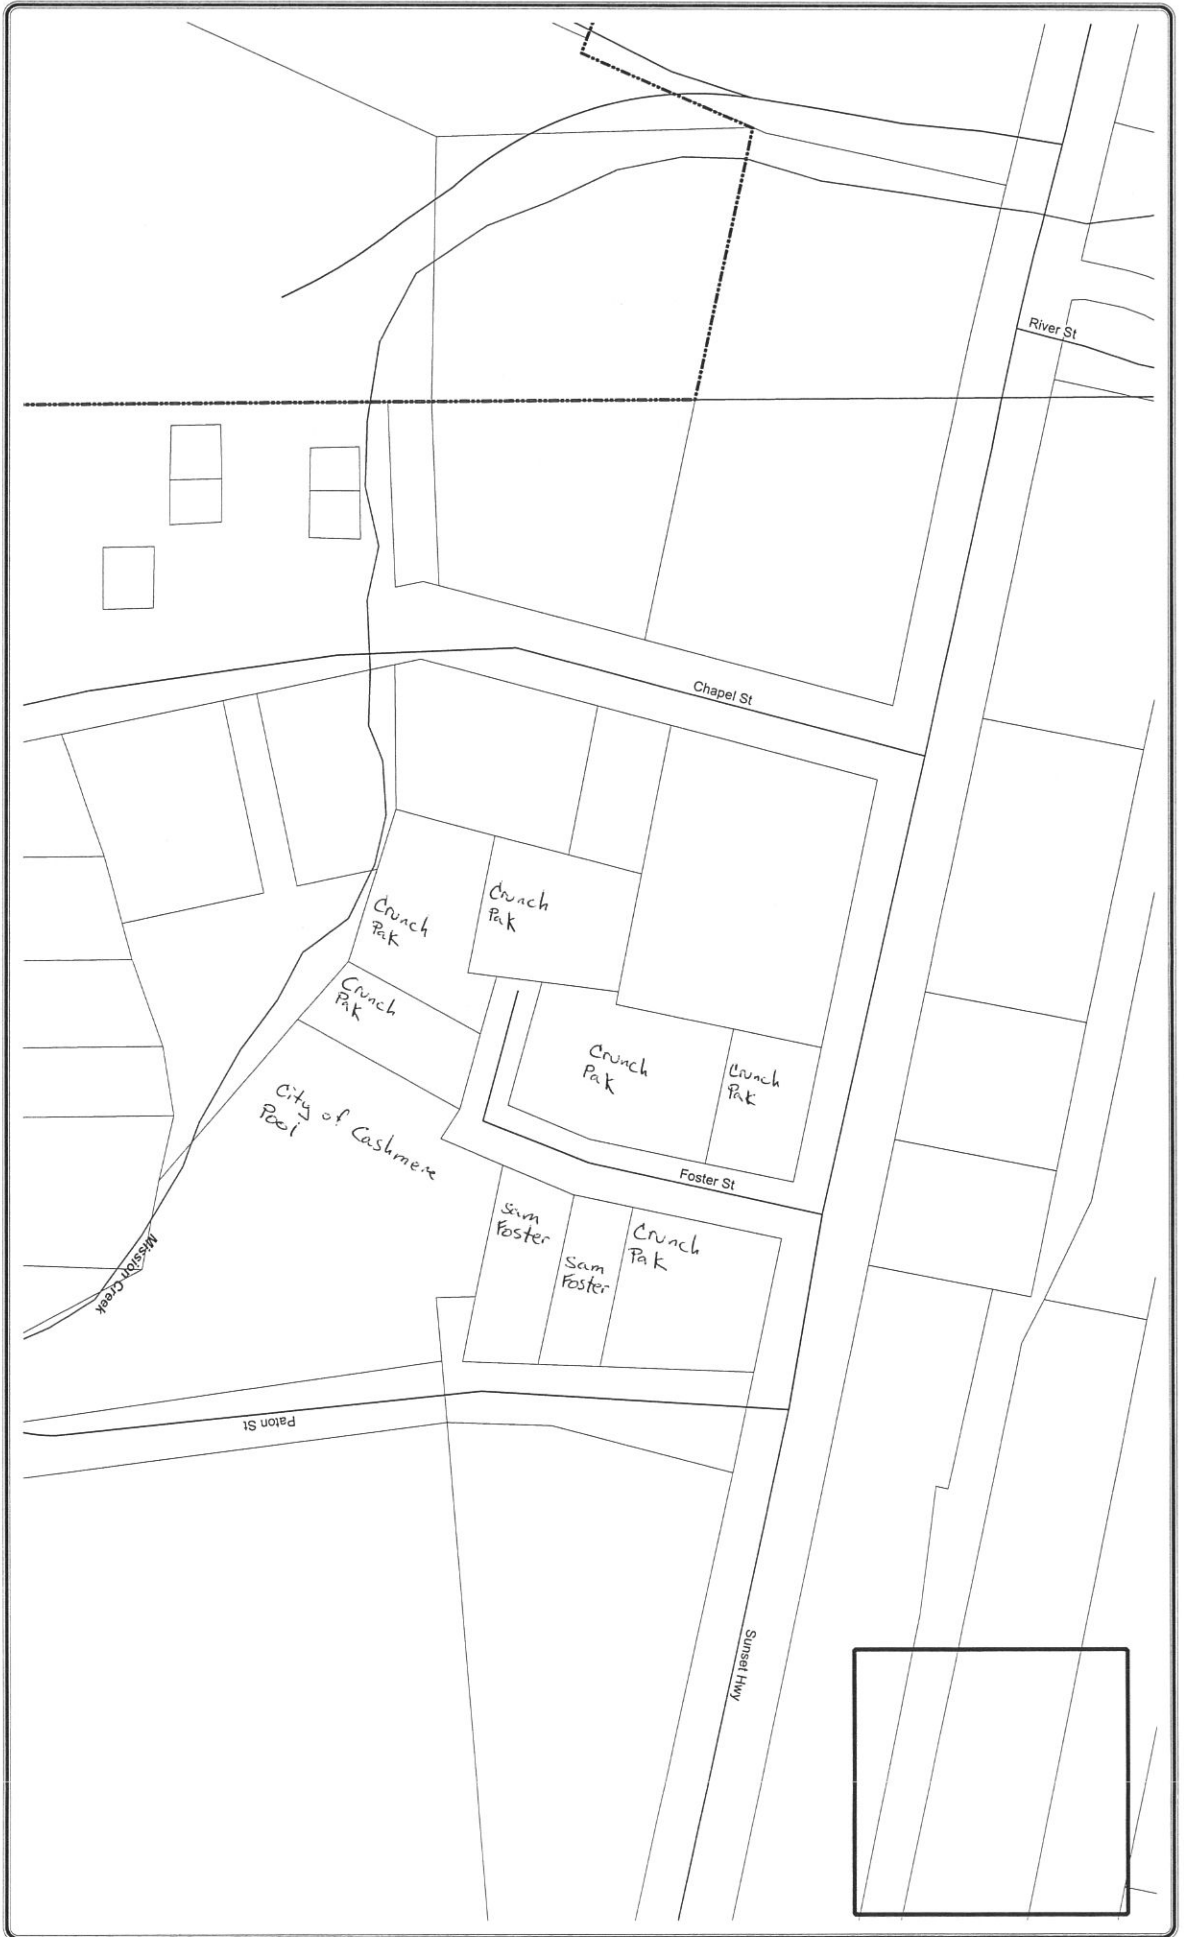 River St
Chapel St
Crunch
Pak
Crunch
Pak
Crunch
Pak
Crunch
Pak
Crunch
Pak
City of Cashmere
Pool
Foster St
Sam
Foster
Sam
Foster
Crunch
Pak
Mission Creek
Paton St
Sunset Hwy